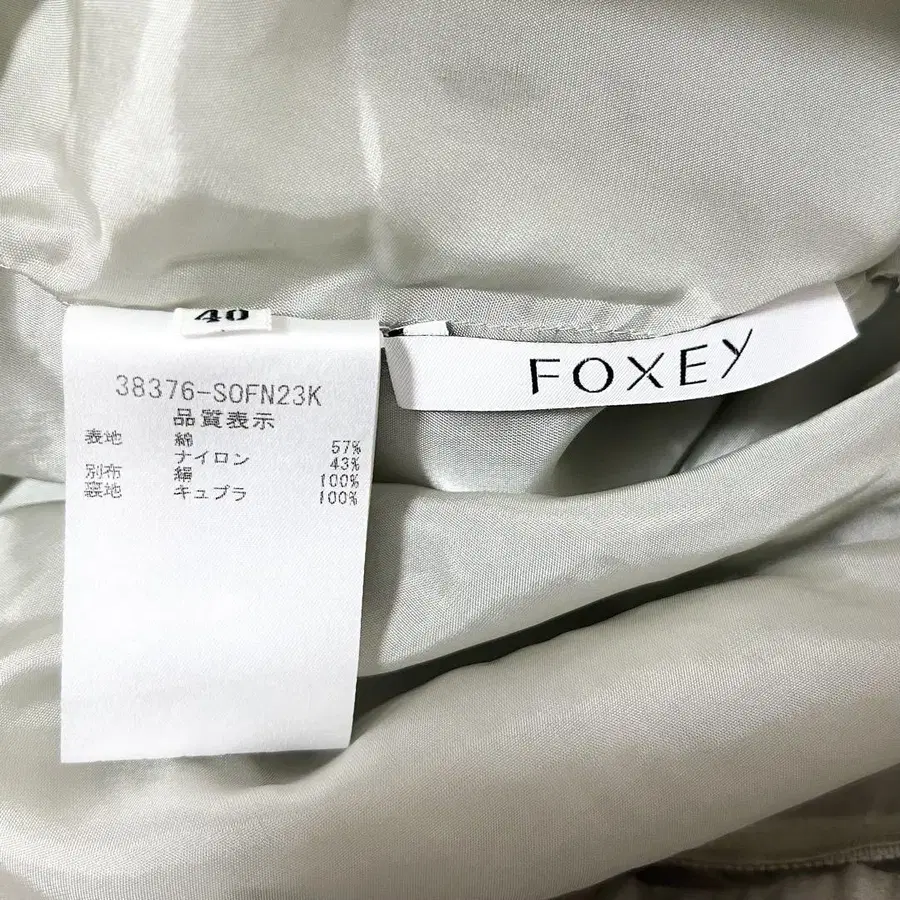 40
FOXEY
38376-SOFN23K
品質表示
表地 綿 57%
ナイロン 43%
別布 絹 100%
裏地 キュプラ 100%